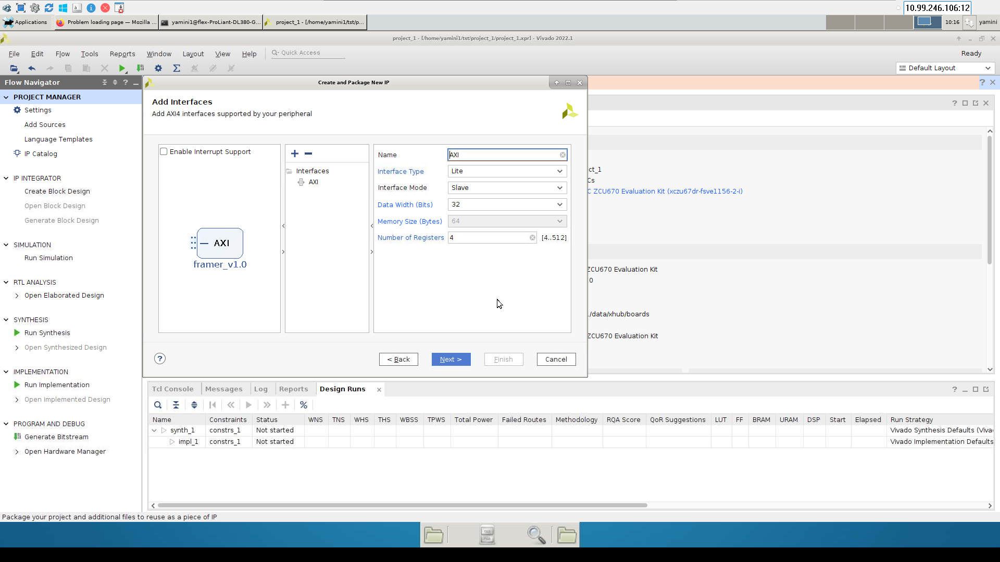 10.99.246.106:12
Applications
Problem loading page — Mozilla ...
yamini1@flex-ProLiant-DL380-G...
project_1 - [/home/yamini1/tst/p...
10:16
yamini
project_1 - [/home/yamini1/tst/project_1/project_1.xpr] - Vivado 2022.1
File Edit Flow Tools Reports Window Layout View Help
Quick Access
Ready
Default Layout
Flow Navigator
PROJECT MANAGER
Settings
Add Sources
Language Templates
IP Catalog
IP INTEGRATOR
Create Block Design
Open Block Design
Generate Block Design
SIMULATION
Run Simulation
RTL ANALYSIS
Open Elaborated Design
SYNTHESIS
Run Synthesis
Open Synthesized Design
IMPLEMENTATION
Run Implementation
Open Implemented Design
PROGRAM AND DEBUG
Generate Bitstream
Open Hardware Manager
Create and Package New IP
Add Interfaces
Add AXI4 interfaces supported by your peripheral
Enable Interrupt Support
AXI
framer_v1.0
Interfaces
AXI
Name AXI
Interface Type Lite
Interface Mode Slave
Data Width (Bits) 32
Memory Size (Bytes) 64
Number of Registers 4 [4..512]
?
< Back
Next >
Finish
Cancel
ct_1
Cs
C ZCU670 Evaluation Kit (xczu67dr-fsve1156-2-i)
ZCU670 Evaluation Kit
0
./data/xhub/boards
ZCU670 Evaluation Kit
Tcl Console Messages Log Reports Design Runs
Name Constraints Status WNS TNS WHS THS WBSS TPWS Total Power Failed Routes Methodology RQA Score QoR Suggestions LUT FF BRAM URAM DSP Start Elapsed Run Strategy
synth_1 constrs_1 Not started Vivado Synthesis Defaults (Viva
impl_1 constrs_1 Not started Vivado Implementation Defaults
Package your project and additional files to reuse as a piece of IP